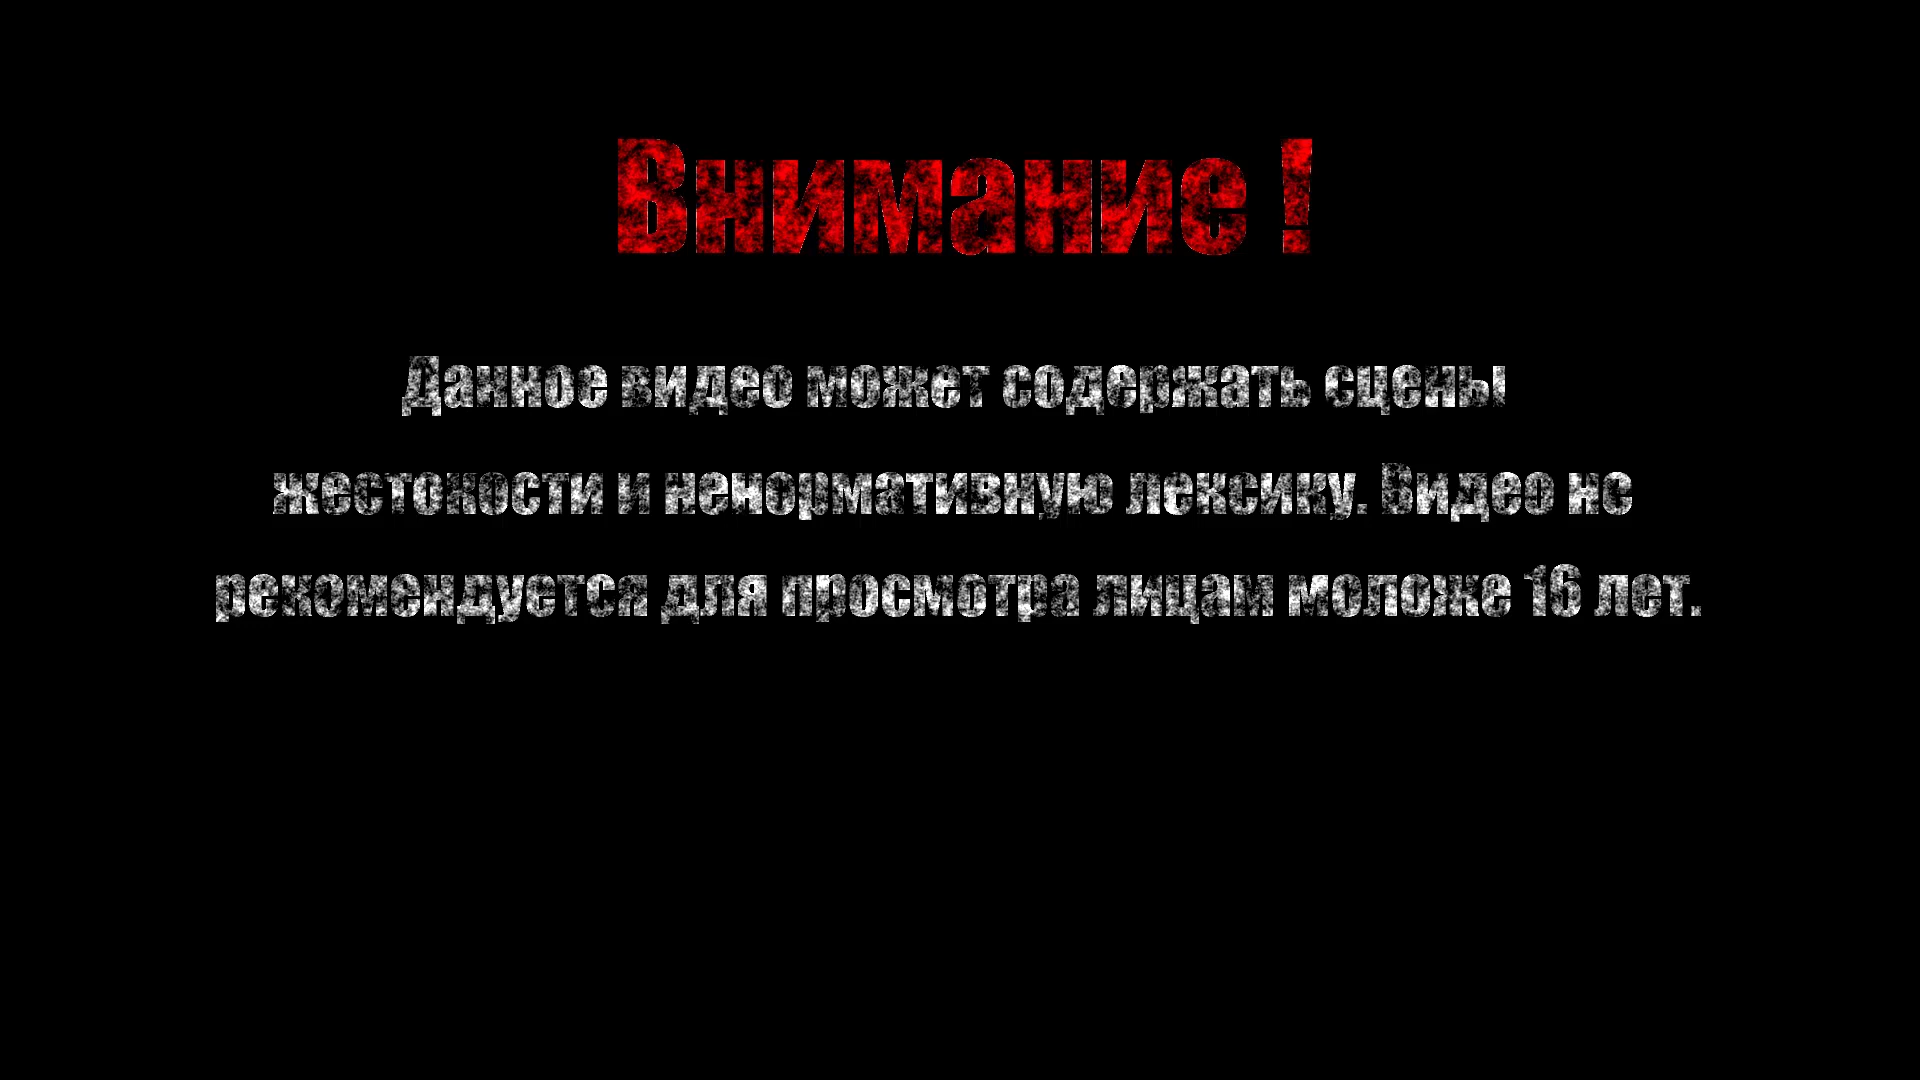 Внимание !
Данное видео может содержать сцены
жестокости и ненормативную лексику. Видео не
рекомендуется для просмотра лицам моложе 16 лет.